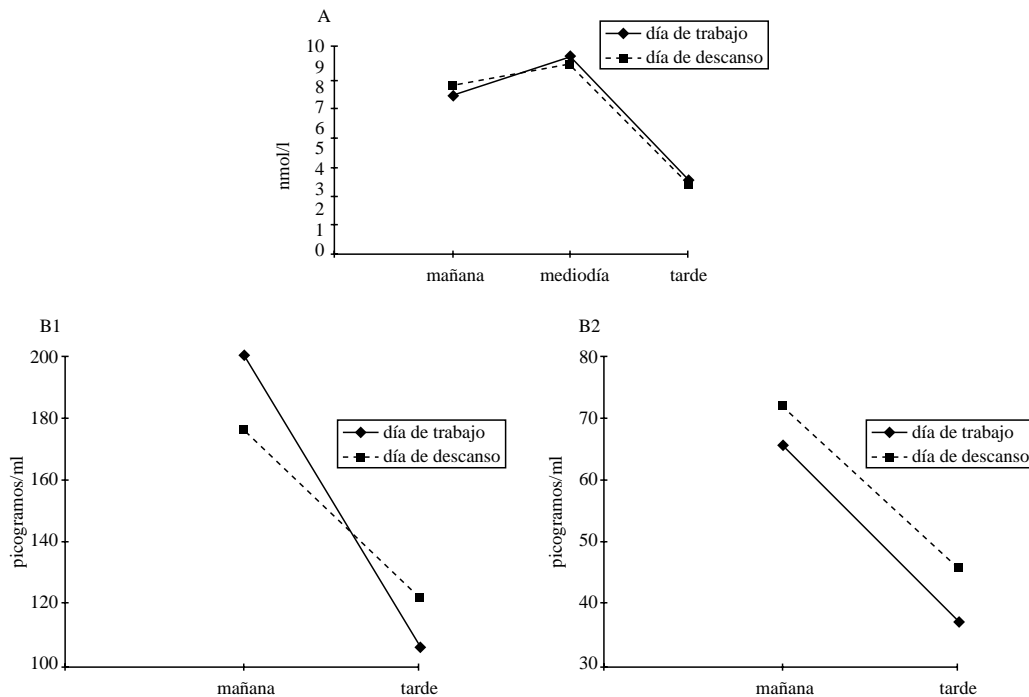 A
día de trabajo
día de descanso
10
9
8
7
6
5
4
3
2
1
0
nmol/l
mañana mediodía tarde
B1
200
180
160
140
120
100
picogramos/ml
día de trabajo
día de descanso
mañana tarde
B2
80
70
60
50
40
30
picogramos/ml
día de trabajo
día de descanso
mañana tarde